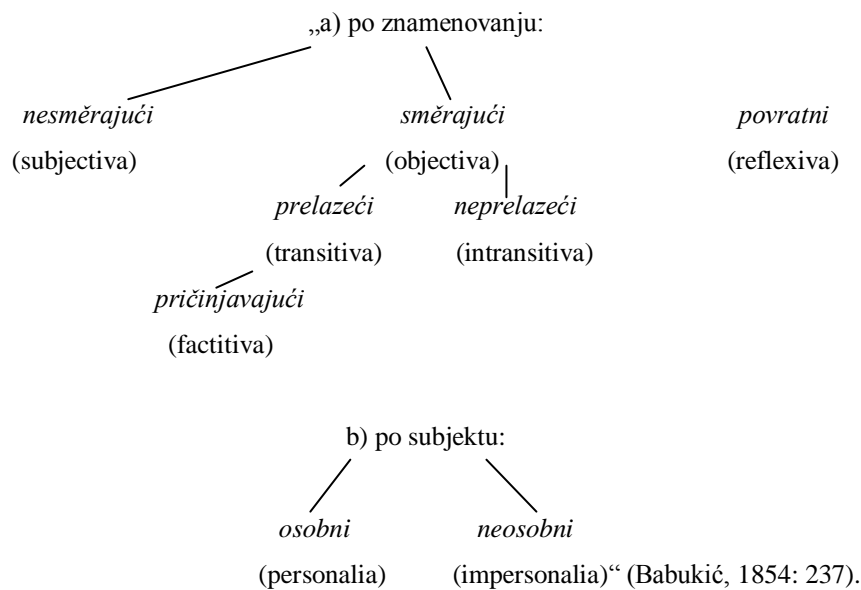 „a) po znamenovanju:
nesměrajući směrajući povratni
(subjectiva) (objectiva) (reflexiva)
prelazeći neprelazeći
(transitiva) (intransitiva)
pričinjavajući
(factitiva)
b) po subjektu:
osobni neosobni
(personalia) (impersonalia)“ (Babukić, 1854: 237).